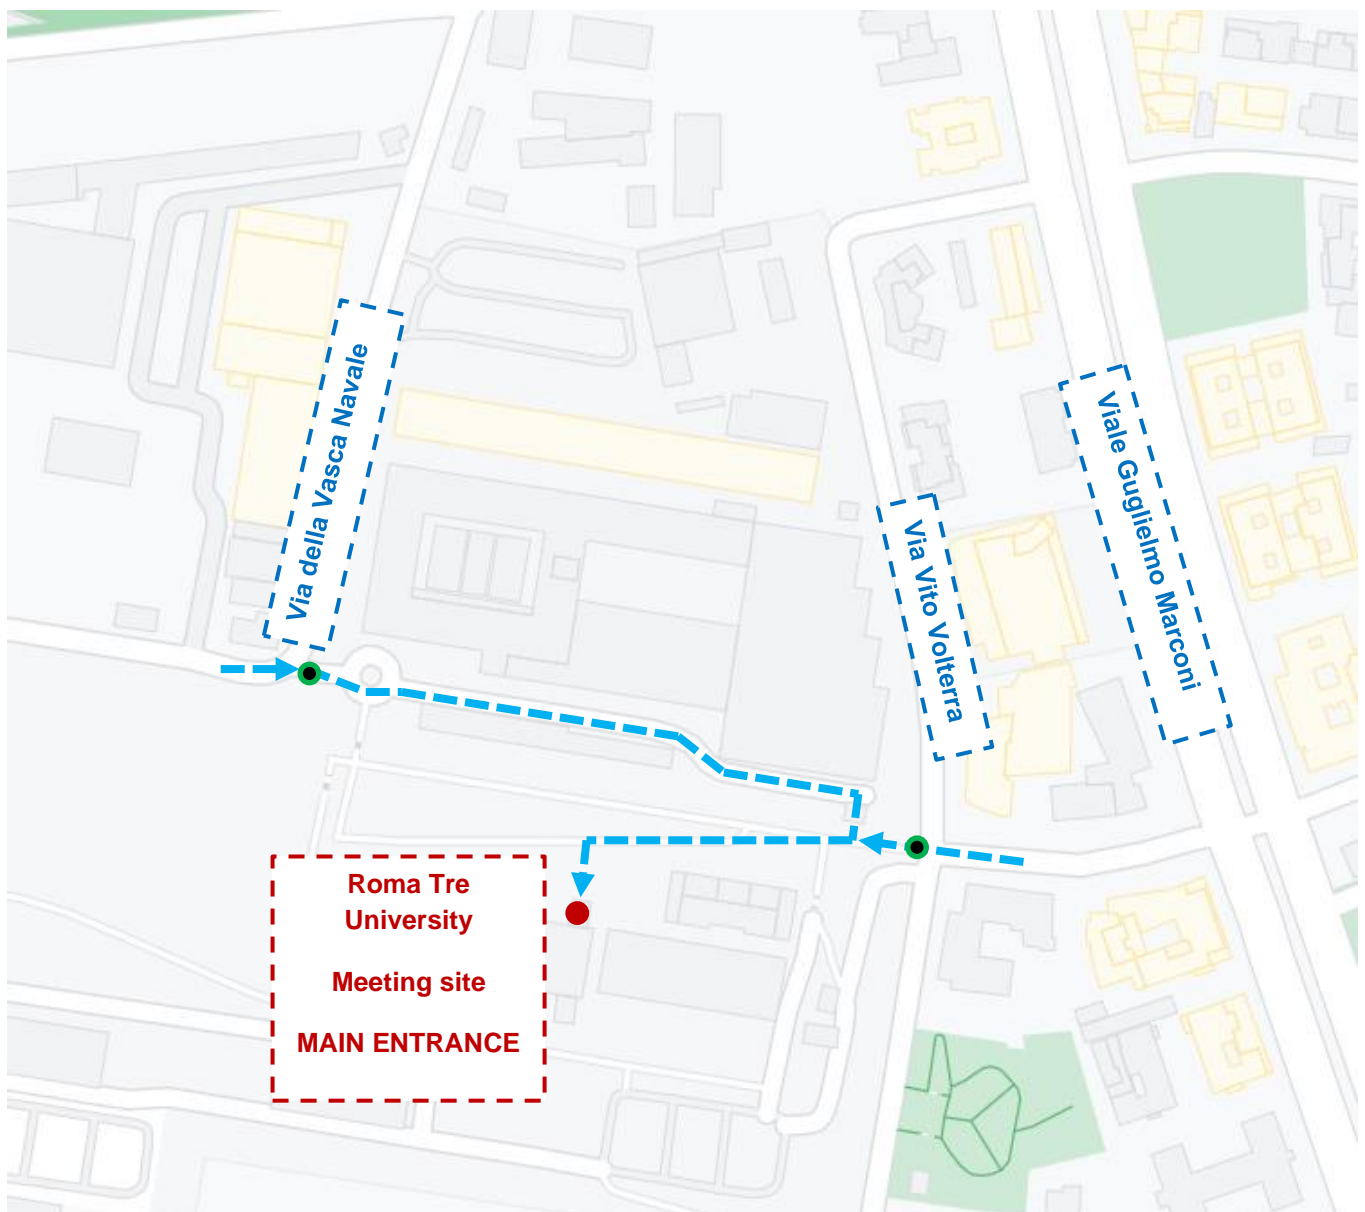 Via della Vasca Navale
Viale Guglielmo Marconi
Via Vito Volterra
Roma Tre
University
Meeting site
MAIN ENTRANCE